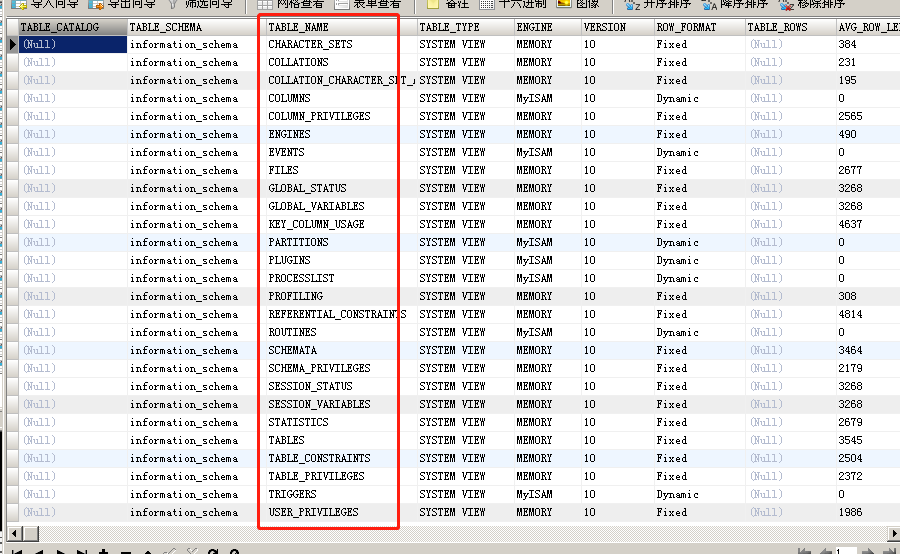 导入向导 导出向导 筛选向导 网格查看 表单查看 备注 十六进制 图像 升序排序 降序排序 移除排序
TABLE_CATALOG TABLE_SCHEMA TABLE_NAME TABLE_TYPE ENGINE VERSION ROW_FORMAT TABLE_ROWS AVG_ROW_LE
(Null) information_schema CHARACTER_SETS SYSTEM VIEW MEMORY 10 Fixed (Null) 384
(Null) information_schema COLLATIONS SYSTEM VIEW MEMORY 10 Fixed (Null) 231
(Null) information_schema COLLATION_CHARACTER_SET_A SYSTEM VIEW MEMORY 10 Fixed (Null) 195
(Null) information_schema COLUMNS SYSTEM VIEW MyISAM 10 Dynamic (Null) 0
(Null) information_schema COLUMN_PRIVILEGES SYSTEM VIEW MEMORY 10 Fixed (Null) 2565
(Null) information_schema ENGINES SYSTEM VIEW MEMORY 10 Fixed (Null) 490
(Null) information_schema EVENTS SYSTEM VIEW MyISAM 10 Dynamic (Null) 0
(Null) information_schema FILES SYSTEM VIEW MEMORY 10 Fixed (Null) 2677
(Null) information_schema GLOBAL_STATUS SYSTEM VIEW MEMORY 10 Fixed (Null) 3268
(Null) information_schema GLOBAL_VARIABLES SYSTEM VIEW MEMORY 10 Fixed (Null) 3268
(Null) information_schema KEY_COLUMN_USAGE SYSTEM VIEW MEMORY 10 Fixed (Null) 4637
(Null) information_schema PARTITIONS SYSTEM VIEW MyISAM 10 Dynamic (Null) 0
(Null) information_schema PLUGINS SYSTEM VIEW MyISAM 10 Dynamic (Null) 0
(Null) information_schema PROCESSLIST SYSTEM VIEW MyISAM 10 Dynamic (Null) 0
(Null) information_schema PROFILING SYSTEM VIEW MEMORY 10 Fixed (Null) 308
(Null) information_schema REFERENTIAL_CONSTRAINTS SYSTEM VIEW MEMORY 10 Fixed (Null) 4814
(Null) information_schema ROUTINES SYSTEM VIEW MyISAM 10 Dynamic (Null) 0
(Null) information_schema SCHEMATA SYSTEM VIEW MEMORY 10 Fixed (Null) 3464
(Null) information_schema SCHEMA_PRIVILEGES SYSTEM VIEW MEMORY 10 Fixed (Null) 2179
(Null) information_schema SESSION_STATUS SYSTEM VIEW MEMORY 10 Fixed (Null) 3268
(Null) information_schema SESSION_VARIABLES SYSTEM VIEW MEMORY 10 Fixed (Null) 3268
(Null) information_schema STATISTICS SYSTEM VIEW MEMORY 10 Fixed (Null) 2679
(Null) information_schema TABLES SYSTEM VIEW MEMORY 10 Fixed (Null) 3545
(Null) information_schema TABLE_CONSTRAINTS SYSTEM VIEW MEMORY 10 Fixed (Null) 2504
(Null) information_schema TABLE_PRIVILEGES SYSTEM VIEW MEMORY 10 Fixed (Null) 2372
(Null) information_schema TRIGGERS SYSTEM VIEW MyISAM 10 Dynamic (Null) 0
(Null) information_schema USER_PRIVILEGES SYSTEM VIEW MEMORY 10 Fixed (Null) 1986
1